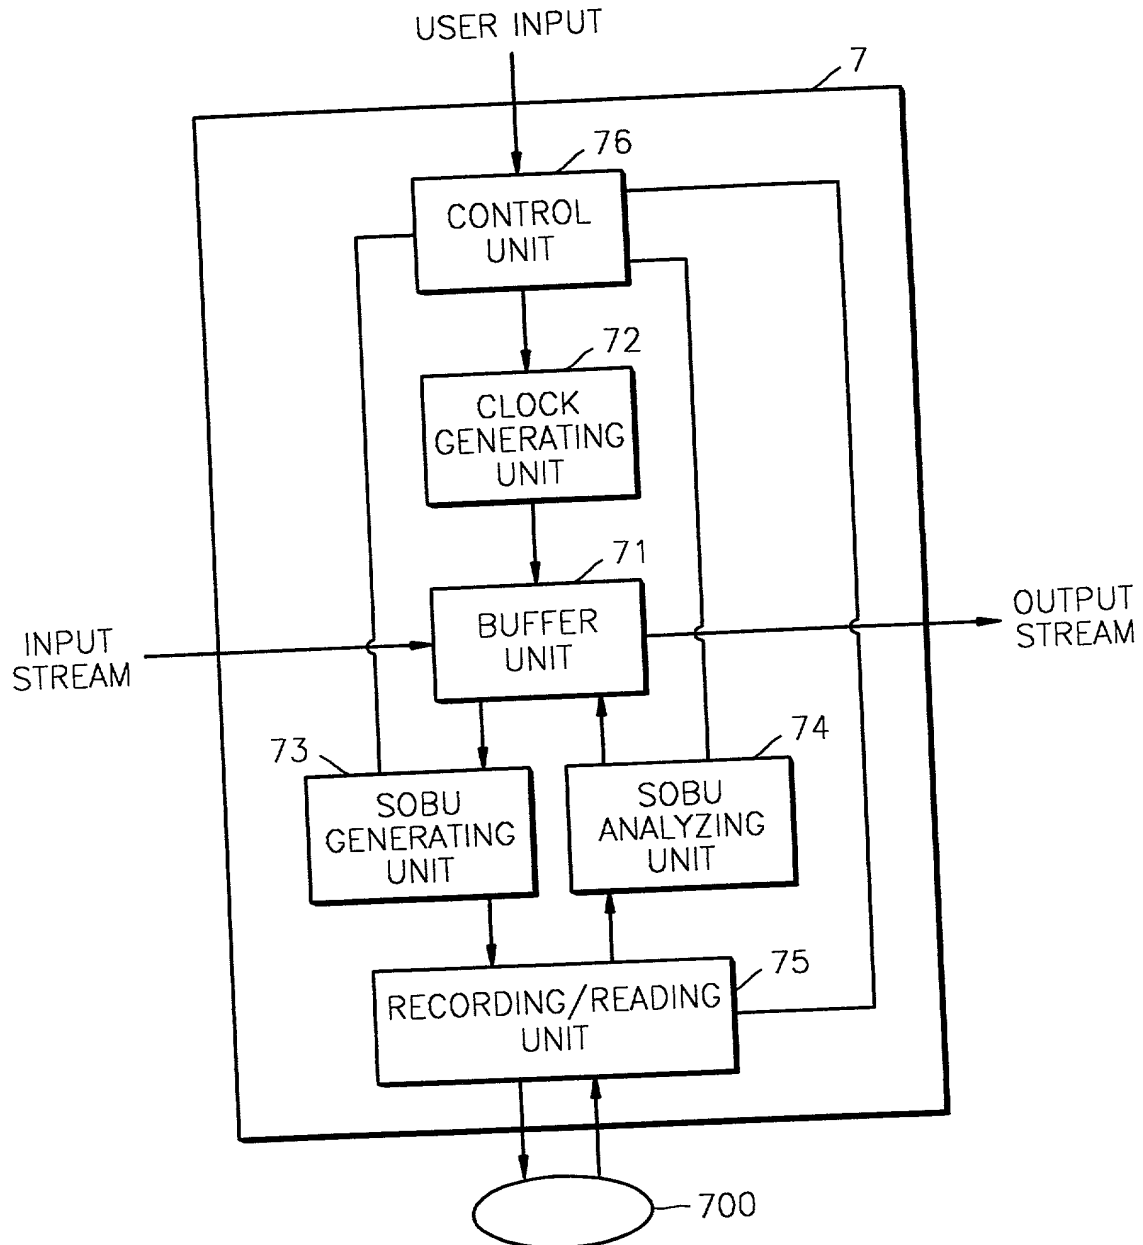 USER INPUT
7
76
CONTROL
UNIT
72
CLOCK
GENERATING
UNIT
71
BUFFER
UNIT
INPUT
STREAM
OUTPUT
STREAM
73
SOBU
GENERATING
UNIT
74
SOBU
ANALYZING
UNIT
75
RECORDING/READING
UNIT
700